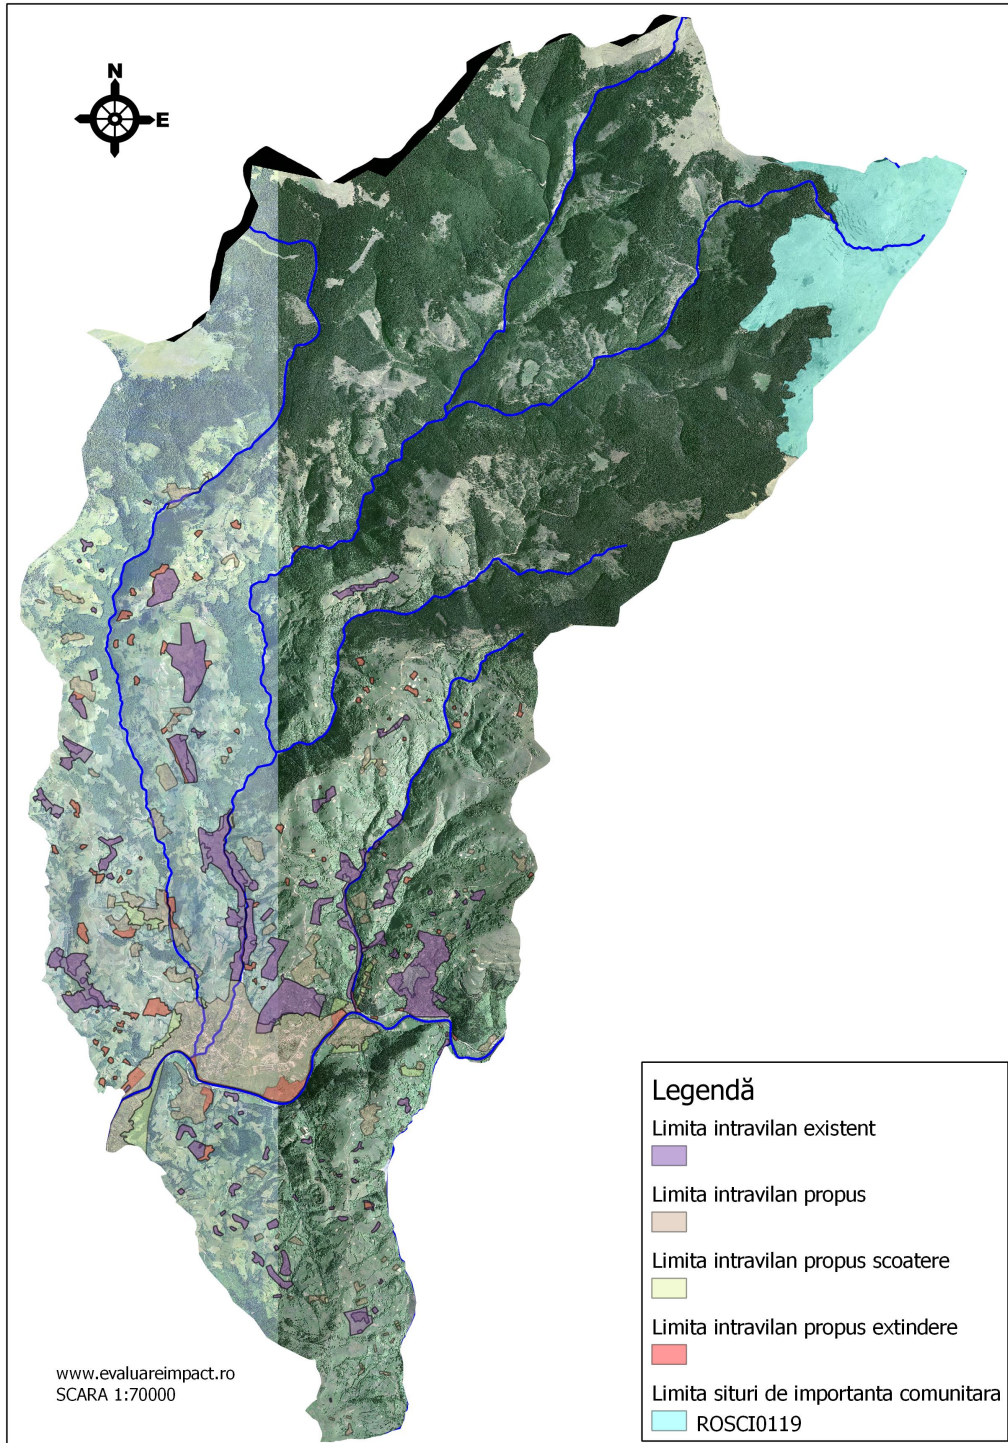 N
E
Legendă
Limita intravilan existent
Limita intravilan propus
Limita intravilan propus scoatere
Limita intravilan propus extindere
Limita situri de importanta comunitara
ROSCI0119
www.evaluareimpact.ro
SCARA 1:70000